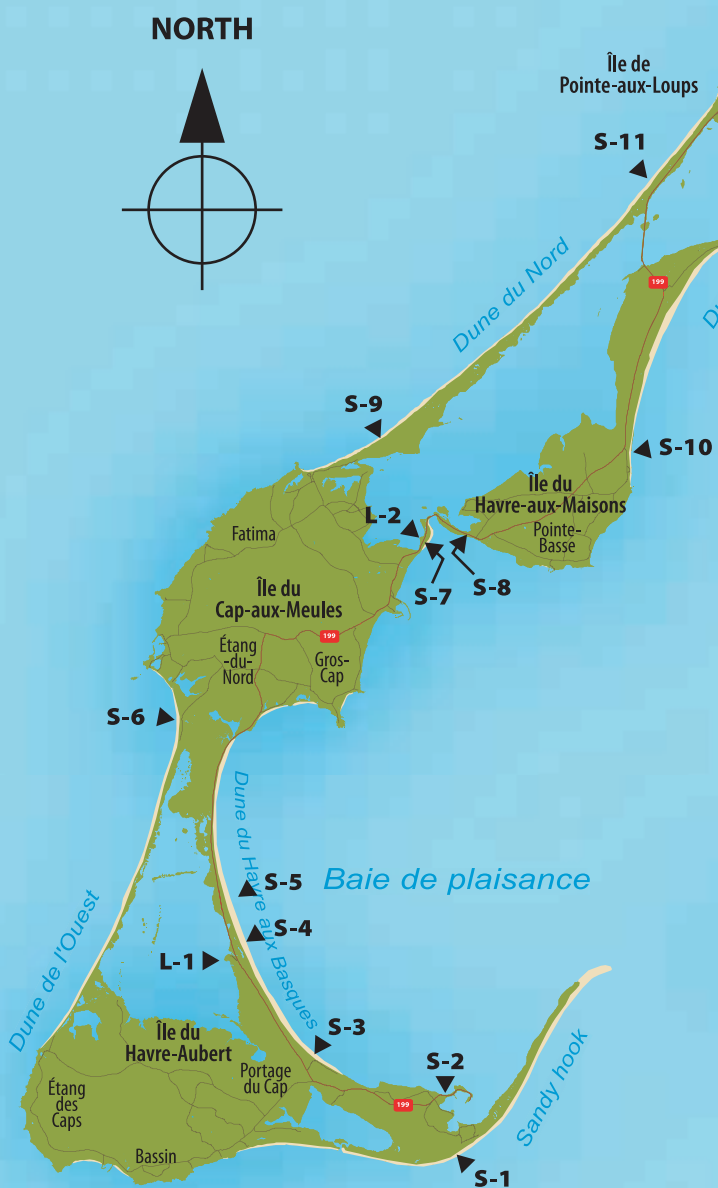 NORTH
Île de
Pointe-aux-Loups
S-11
199
Dune du Nord
S-9
S-10
Île du
Havre-aux-Maisons
L-2
Pointe-
Basse
Fatima
S-7
S-8
Île du
Cap-aux-Meules
199
Étang
-du-
Nord
Gros-
Cap
S-6
Dune du Havre aux Basques
Baie de plaisance
S-5
S-4
L-1
Dune de l'Ouest
S-3
Île du
Havre-Aubert
S-2
Portage
du Cap
Étang
des
Caps
199
Sandy hook
Bassin
S-1